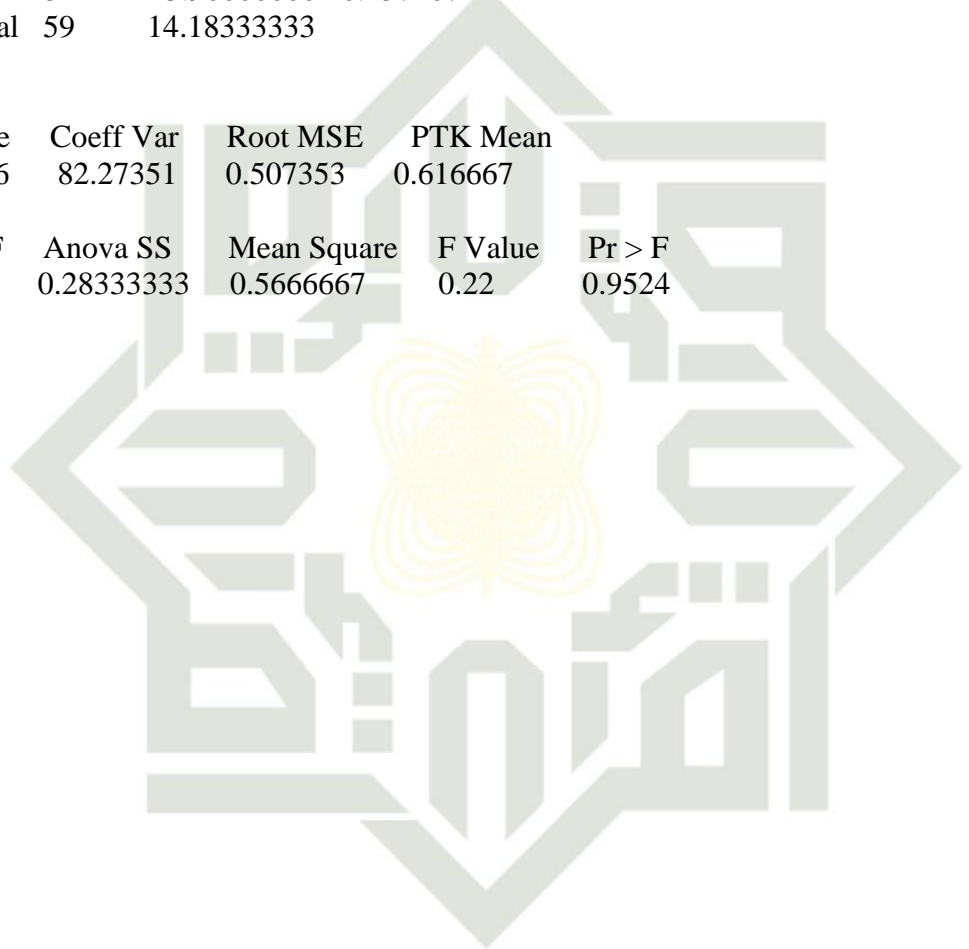 al 59 14.18333333
e Coeff Var Root MSE PTK Mean
6 82.27351 0.507353 0.616667
F Anova SS Mean Square F Value Pr > F
0.28333333 0.5666667 0.22 0.9524